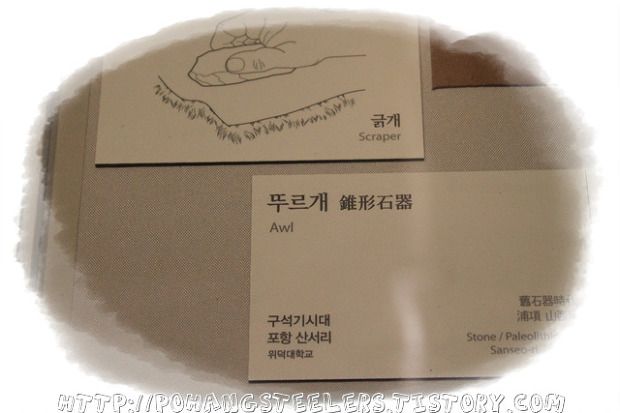 긁개
Scraper
뚜르개 錐形石器
Awl
구석기시대
포항 산서리
위덕대학교
舊石器時
浦項 山
Stone / Paleolithi
Sanseo-
HTTP://POHANGSTEELERS.TISTORY.COM